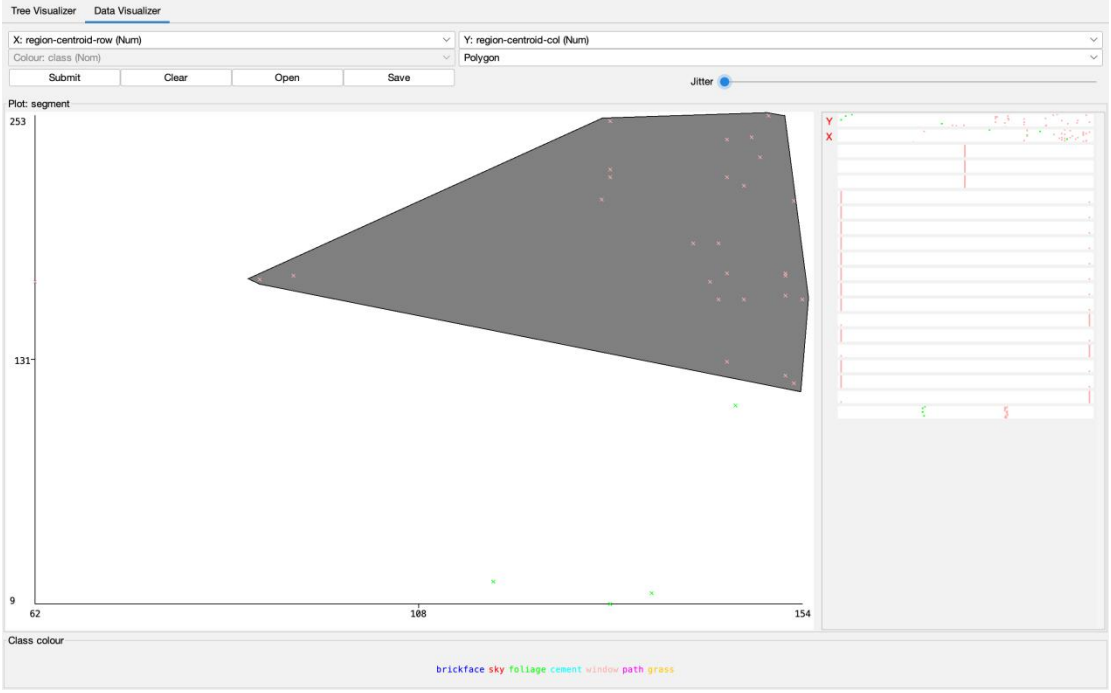 Tree Visualizer Data Visualizer
X: region-centroid-row (Num) Y: region-centroid-col (Num)
Colour: class (Nom) Polygon
Submit Clear Open Save Jitter
Plot: segment
253
131
9
62 108 154
Y
X
Class colour
brickface sky foliage cement window path grass